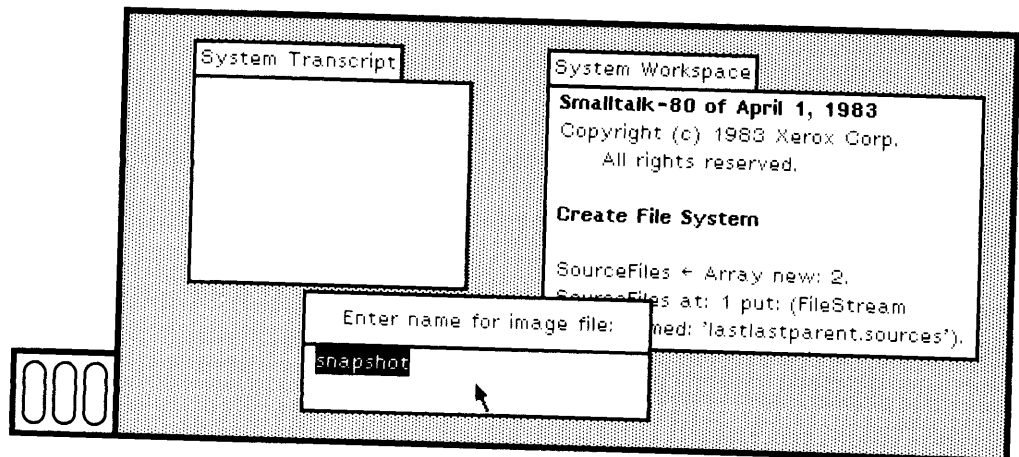 System Transcript
System Workspace
Smalltalk-80 of April 1, 1983
Copyright (c) 1983 Xerox Corp.
All rights reserved.
Create File System
SourceFiles ← Array new: 2.
SourceFiles at: 1 put: (FileStream
med: 'lastlastparent.sources').
Enter name for image file:
snapshot